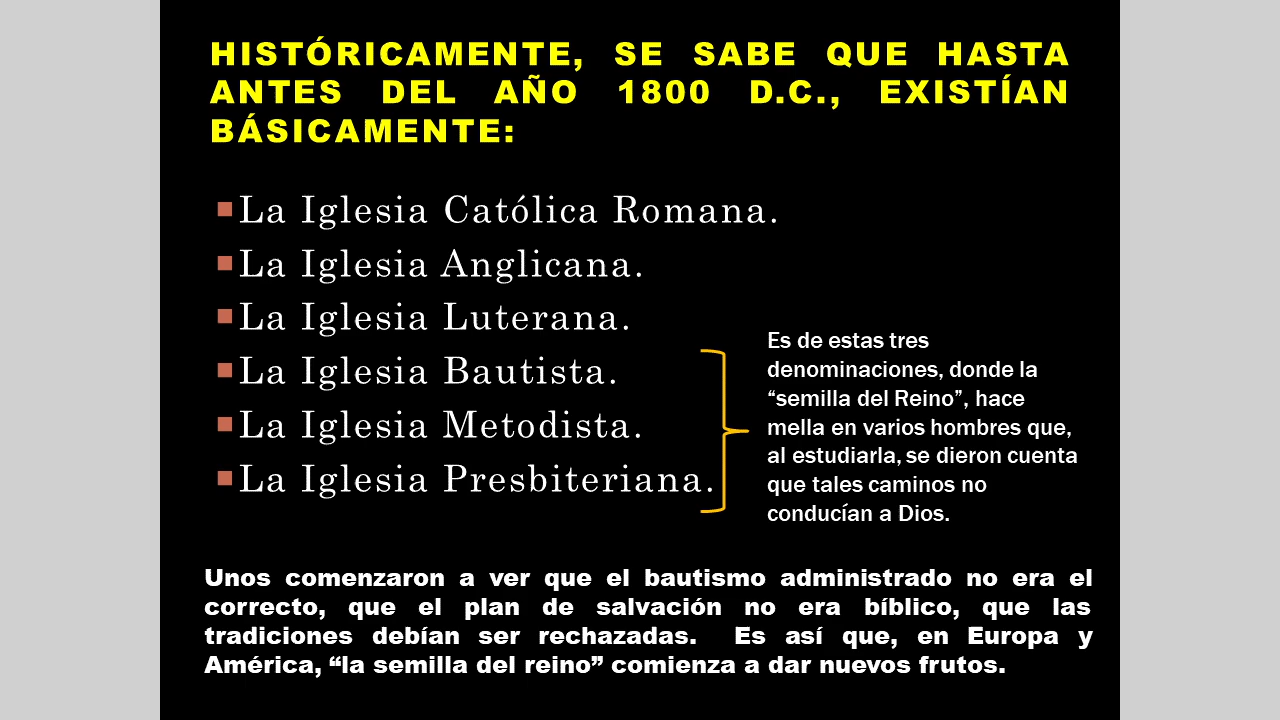 HISTÓRICAMENTE, SE SABE QUE HASTA
ANTES DEL AÑO 1800 D.C., EXISTÍAN
BÁSICAMENTE:
La Iglesia Católica Romana.
La Iglesia Anglicana.
La Iglesia Luterana.
La Iglesia Bautista.
La Iglesia Metodista.
La Iglesia Presbiteriana.
Es de estas tres
denominaciones, donde la
“semilla del Reino”, hace
mella en varios hombres que,
al estudiarla, se dieron cuenta
que tales caminos no
conducían a Dios.
Unos comenzaron a ver que el bautismo administrado no era el
correcto, que el plan de salvación no era bíblico, que las
tradiciones debían ser rechazadas. Es así que, en Europa y
América, “la semilla del reino” comienza a dar nuevos frutos.